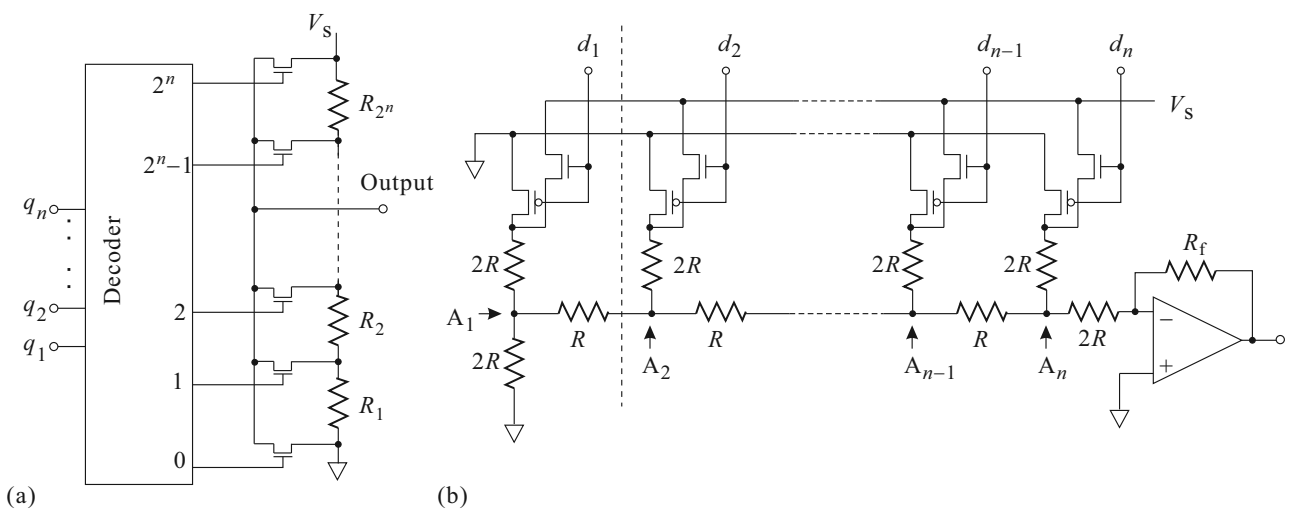 V_S
2^n
R_{2^n}
2^n−1
Output
q_n
Decoder
q_2
2
R_2
q_1
1
R_1
0
(a)
d_1 d_2 d_{n−1} d_n
V_S
2R 2R 2R 2R R_f
A_1
R R R 2R −
2R A_2 A_{n−1} A_n +
(b)